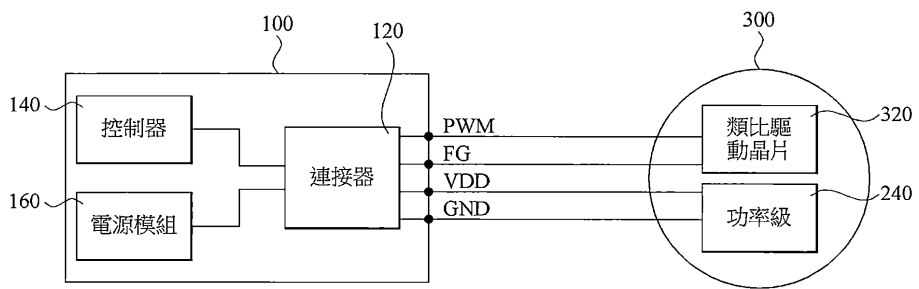 100
120
300
140
控制器
PWM
類比驅
動晶片
320
FG
連接器
VDD
160
電源模組
GND
功率級
240